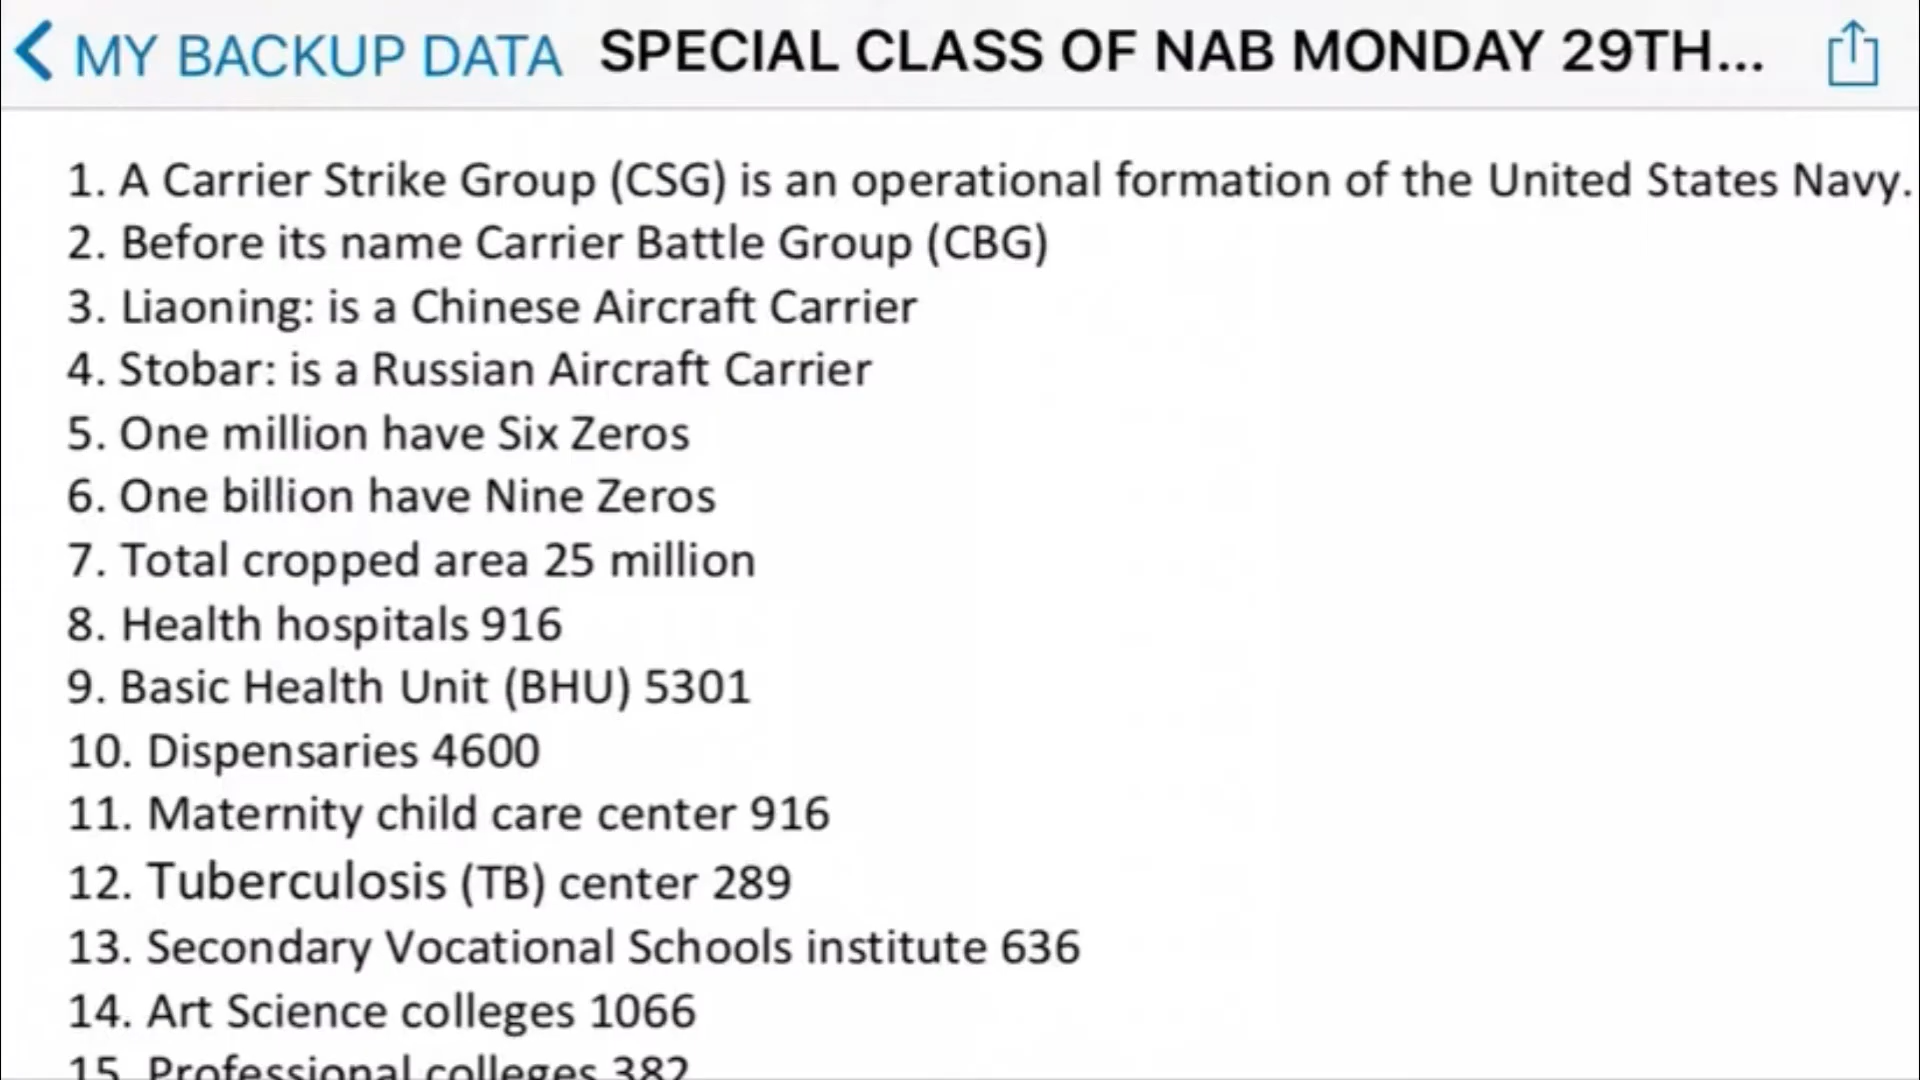 MY BACKUP DATA SPECIAL CLASS OF NAB MONDAY 29TH...
1. A Carrier Strike Group (CSG) is an operational formation of the United States Navy.
2. Before its name Carrier Battle Group (CBG)
3. Liaoning: is a Chinese Aircraft Carrier
4. Stobar: is a Russian Aircraft Carrier
5. One million have Six Zeros
6. One billion have Nine Zeros
7. Total cropped area 25 million
8. Health hospitals 916
9. Basic Health Unit (BHU) 5301
10. Dispensaries 4600
11. Maternity child care center 916
12. Tuberculosis (TB) center 289
13. Secondary Vocational Schools institute 636
14. Art Science colleges 1066
15. Professional colleges 382